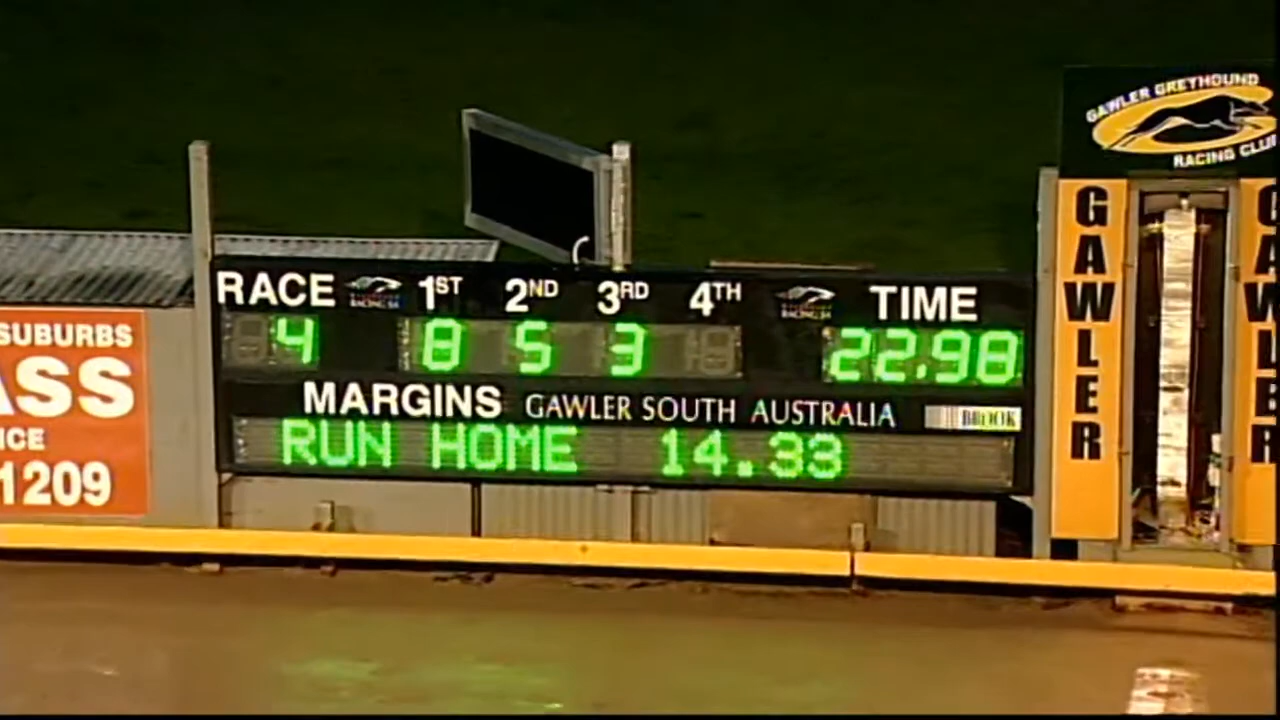 GAWLER GREYHOUND
RACING CLUB
RACE 1ST 2ND 3RD 4TH TIME
4 8 5 3 22.98
MARGINS GAWLER SOUTH AUSTRALIA BROOK
RUN HOME 14.33
SUBURBS
ASS
ICE
1209
GAWLER
GAWLER